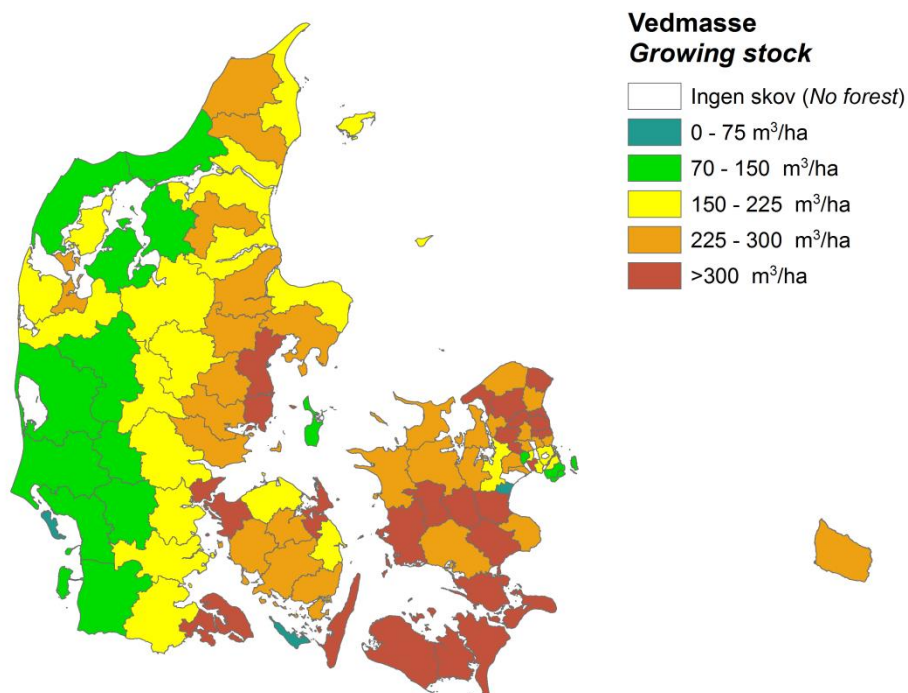 Vedmasse
Growing stock
Ingen skov (No forest)
0 - 75 m³/ha
70 - 150 m³/ha
150 - 225 m³/ha
225 - 300 m³/ha
>300 m³/ha